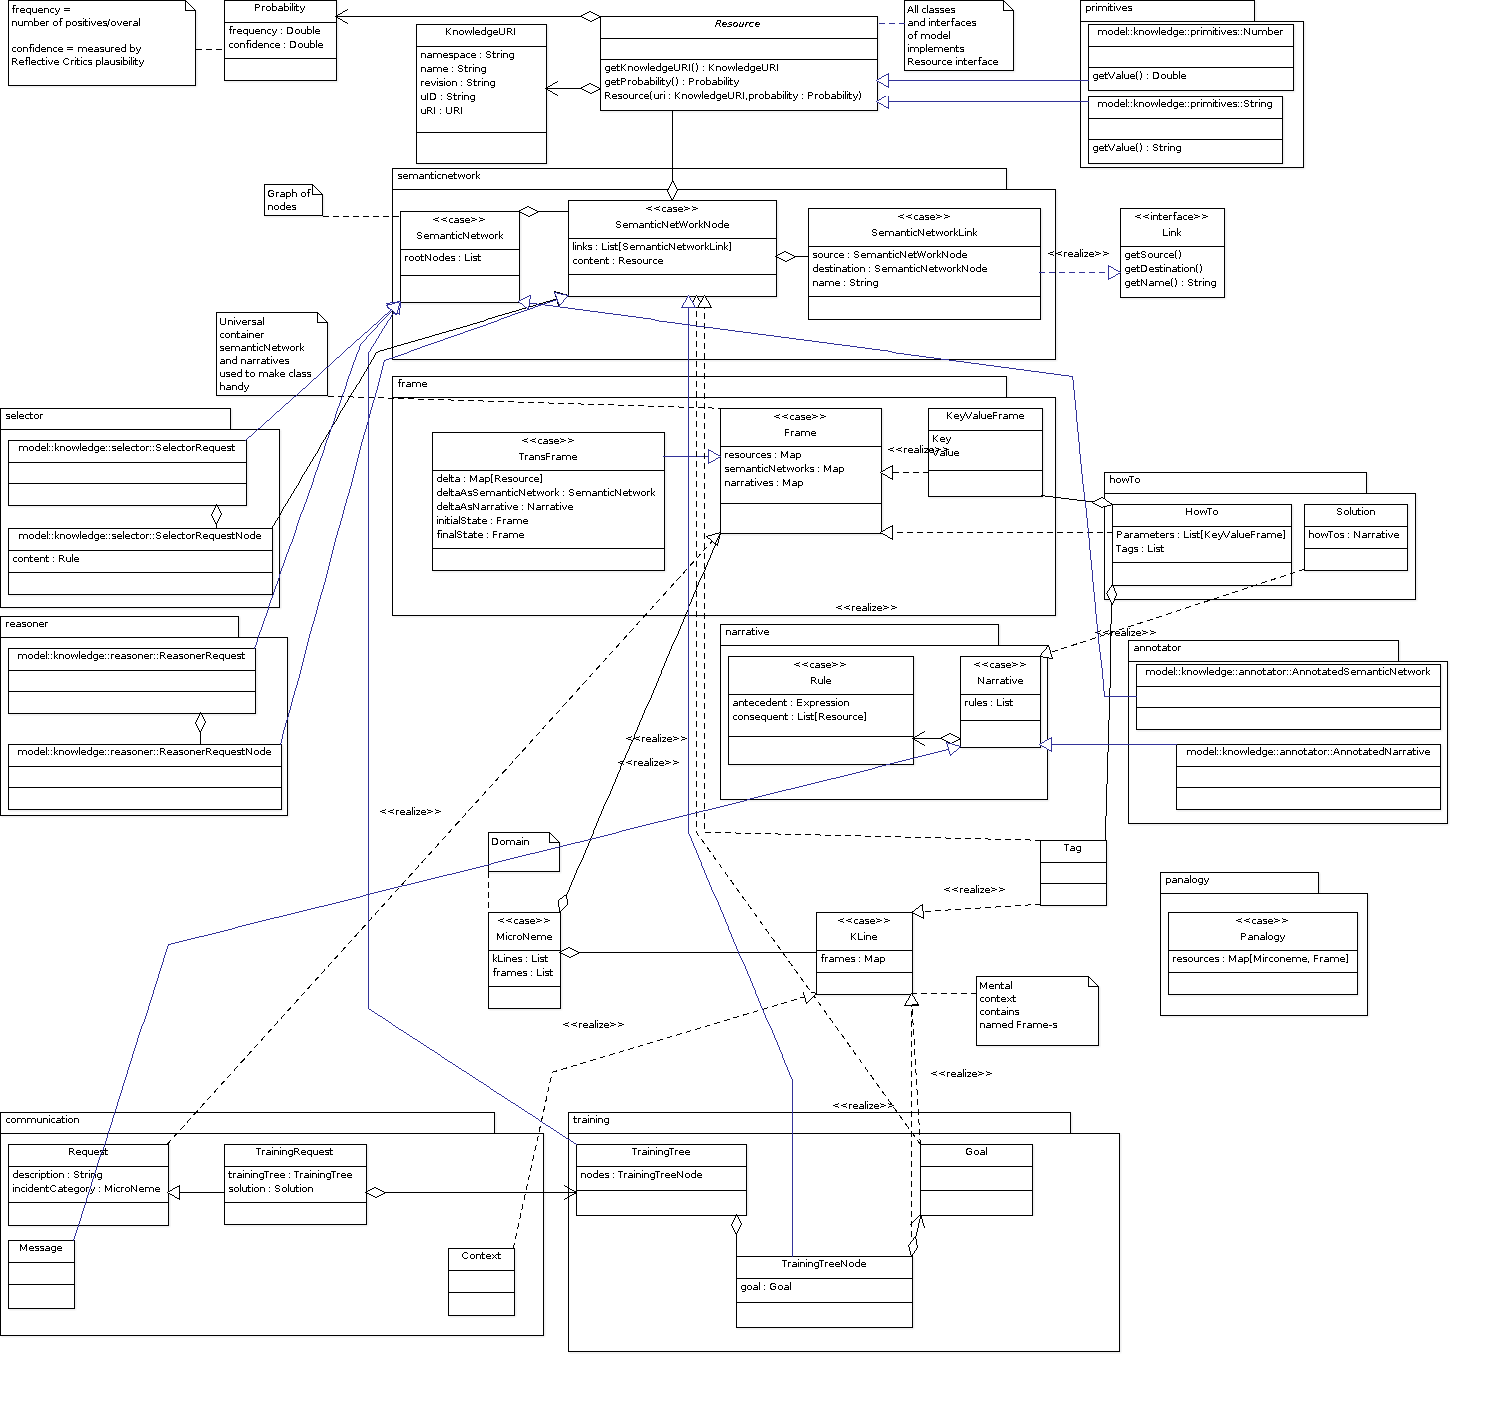 frequency =
number of positives/overal
confidence = measured by
Reflective Critics plausibility
Probability
frequency : Double
confidence : Double
KnowledgeURI
namespace : String
name : String
revision : String
uID : String
uRI : URI
Resource
getKnowledgeURI() : KnowledgeURI
getProbability() : Probability
Resource(uri : KnowledgeURI,probability : Probability)
All classes
and interfaces
of model
implements
Resource interface
primitives
model::knowledge::primitives::Number
getValue() : Double
model::knowledge::primitives::String
getValue() : String
semanticnetwork
Graph of
nodes
<<case>>
SemanticNetwork
rootNodes : List
<<case>>
SemanticNetWorkNode
links : List[SemanticNetworkLink]
content : Resource
<<case>>
SemanticNetworkLink
source : SemanticNetWorkNode
destination : SemanticNetworkNode
name : String
<<realize>>
<<interface>>
Link
getSource()
getDestination()
getName() : String
Universal
container
semanticNetwork
and narratives
used to make class
handy
frame
<<case>>
TransFrame
delta : Map[Resource]
deltaAsSemanticNetwork : SemanticNetwork
deltaAsNarrative : Narrative
initialState : Frame
finalState : Frame
<<case>>
Frame
resources : Map
semanticNetworks : Map
narratives : Map
KeyValueFrame
Key
Value
<<realize>>
selector
model::knowledge::selector::SelectorRequest
model::knowledge::selector::SelectorRequestNode
content : Rule
howTo
HowTo
Parameters : List[KeyValueFrame]
Tags : List
Solution
howTos : Narrative
<<realize>>
<<realize>>
reasoner
model::knowledge::reasoner::ReasonerRequest
model::knowledge::reasoner::ReasonerRequestNode
narrative
<<case>>
Rule
antecedent : Expression
consequent : List[Resource]
<<case>>
Narrative
rules : List
annotator
model::knowledge::annotator::AnnotatedSemanticNetwork
model::knowledge::annotator::AnnotatedNarrative
<<realize>>
<<realize>>
<<realize>>
Domain
Tag
<<realize>>
<<case>>
MicroNeme
kLines : List
frames : List
<<case>>
KLine
frames : Map
panalogy
<<case>>
Panalogy
resources : Map[Mirconeme, Frame]
Mental
context
contains
named Frame-s
<<realize>>
<<realize>>
<<realize>>
communication
Request
description : String
incidentCategory : MicroNeme
TrainingRequest
trainingTree : TrainingTree
solution : Solution
Message
Context
training
TrainingTree
nodes : TrainingTreeNode
Goal
TrainingTreeNode
goal : Goal